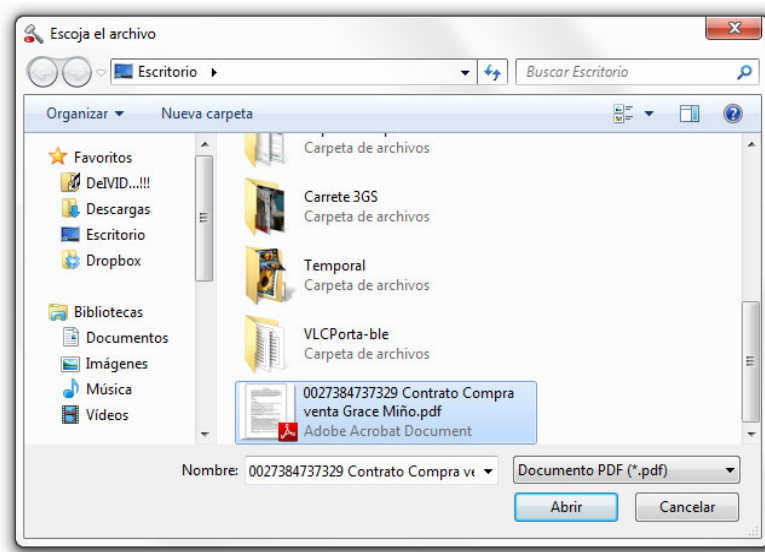 Escoja el archivo
Escritorio
Buscar Escritorio
Organizar
Nueva carpeta
Favoritos
DeIVID...!!!
Descargas
Escritorio
Dropbox
Bibliotecas
Documentos
Imágenes
Música
Vídeos
Carpeta de archivos
Carrete 3GS
Carpeta de archivos
Temporal
Carpeta de archivos
VLCPorta-ble
Carpeta de archivos
0027384737329 Contrato Compra
venta Grace Miño.pdf
Adobe Acrobat Document
Nombre: 0027384737329 Contrato Compra ve
Documento PDF (*.pdf)
Abrir
Cancelar